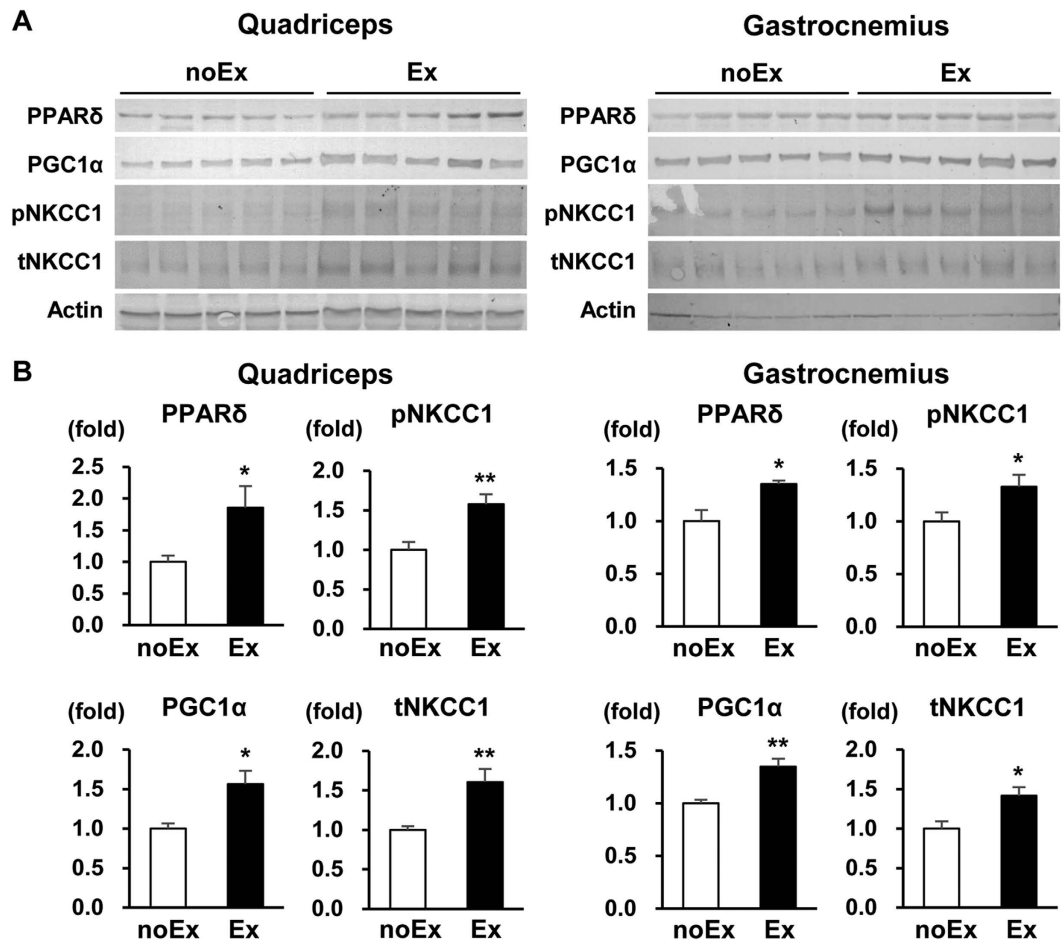 A
Quadriceps
Gastrocnemius
noEx Ex
noEx Ex
PPARδ
PGC1α
pNKCC1
tNKCC1
Actin
PPARδ
PGC1α
pNKCC1
tNKCC1
Actin
B
Quadriceps
Gastrocnemius
PPARδ
(fold)
2.5
2.0
1.5
1.0
0.5
0.0
*
noEx Ex
pNKCC1
(fold)
2.0
1.5
1.0
0.5
0.0
**
noEx Ex
PPARδ
(fold)
1.5
1.0
0.5
0.0
*
noEx Ex
pNKCC1
(fold)
1.5
1.0
0.5
0.0
*
noEx Ex
PGC1α
(fold)
2.0
1.5
1.0
0.5
0.0
*
noEx Ex
tNKCC1
(fold)
2.0
1.5
1.0
0.5
0.0
**
noEx Ex
PGC1α
(fold)
1.5
1.0
0.5
0.0
**
noEx Ex
tNKCC1
(fold)
2.0
1.5
1.0
0.5
0.0
*
noEx Ex